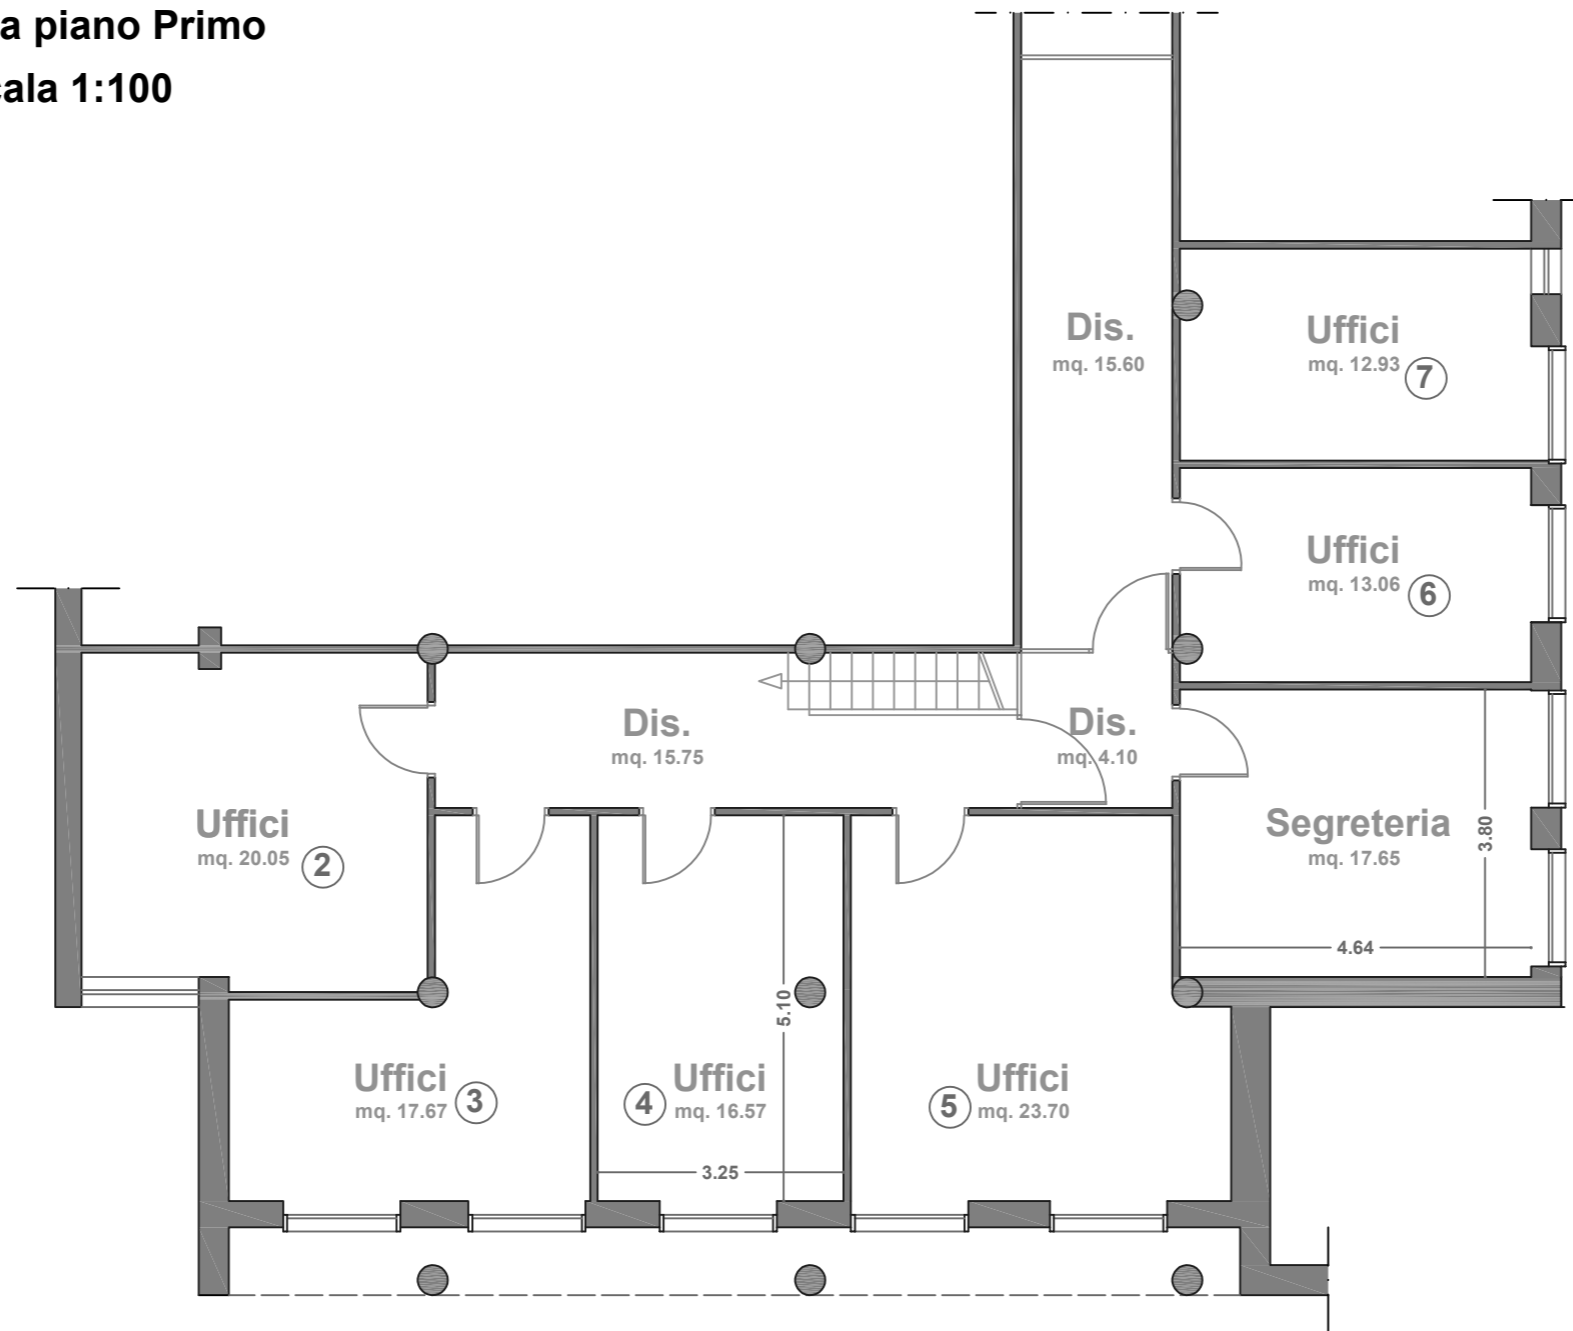 a piano Primo
cala 1:100
Dis.
mq. 15.60
Uffici
mq. 12.93
7
Uffici
mq. 13.06
6
Dis.
mq. 15.75
Dis.
mq. 4.10
Uffici
mq. 20.05
2
Segreteria
mq. 17.65
3.80
4.64
Uffici
mq. 17.67
3
4
Uffici
mq. 16.57
5.10
3.25
5
Uffici
mq. 23.70